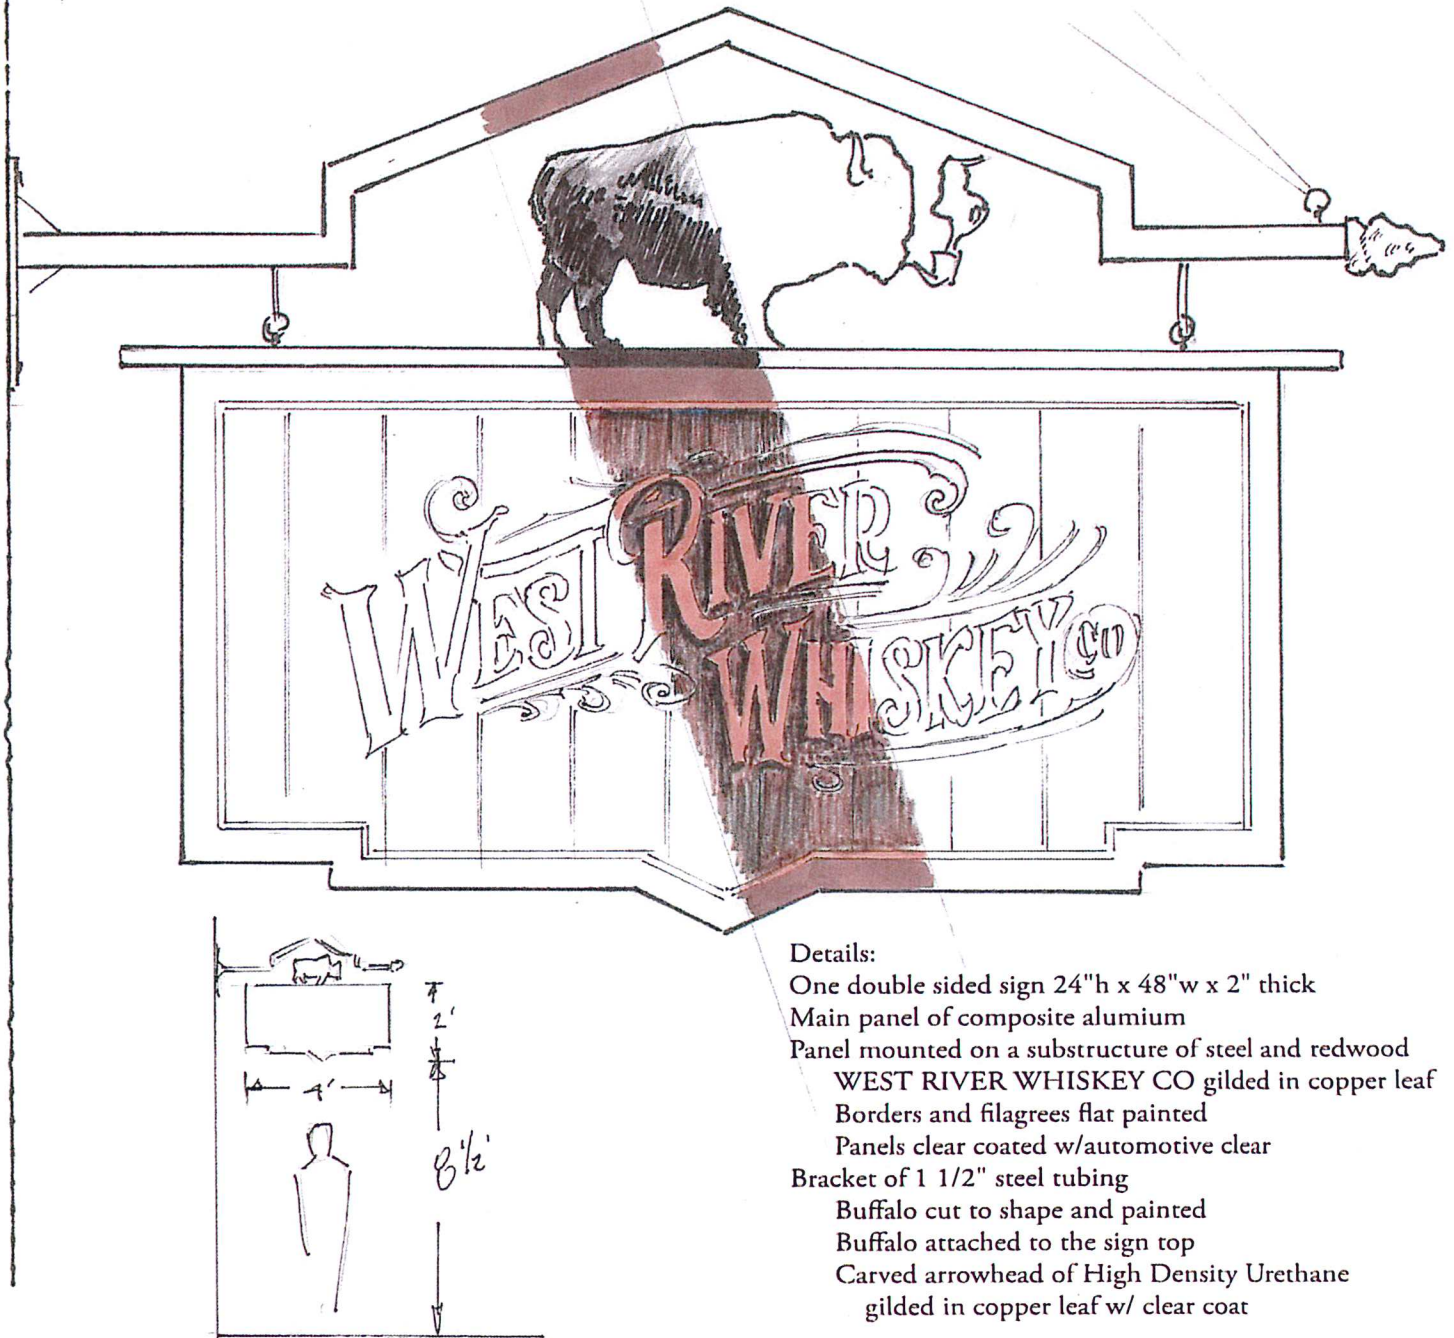 WEST RIVER
WHISKEY CO
2'
4'
8 1/2'
Details:
One double sided sign 24"h x 48"w x 2" thick
Main panel of composite alumium
Panel mounted on a substructure of steel and redwood
WEST RIVER WHISKEY CO gilded in copper leaf
Borders and filagrees flat painted
Panels clear coated w/automotive clear
Bracket of 1 1/2" steel tubing
Buffalo cut to shape and painted
Buffalo attached to the sign top
Carved arrowhead of High Density Urethane
gilded in copper leaf w/ clear coat